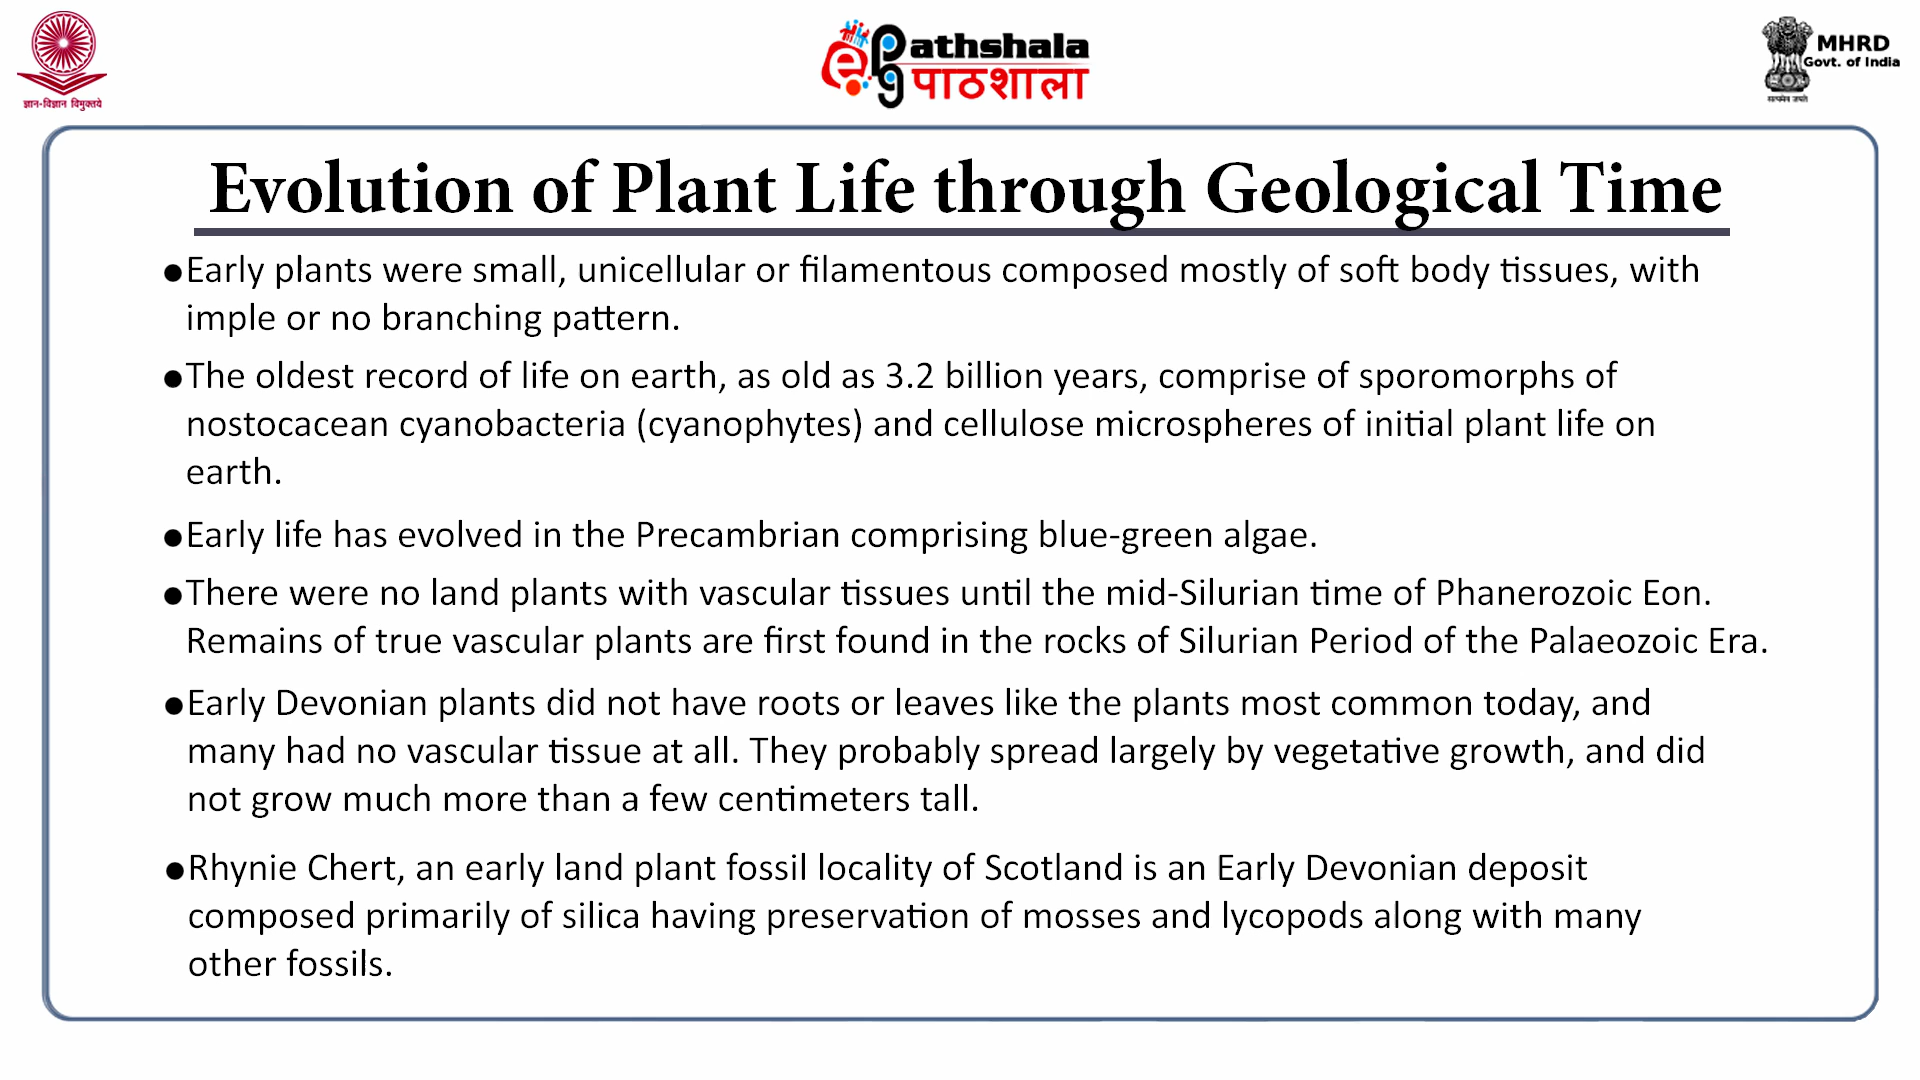 ज्ञान-विज्ञान विमुक्तये
ePGathshala
पाठशाला
MHRD
Govt. of India
सत्यमेव जयते
Evolution of Plant Life through Geological Time
●Early plants were small, unicellular or filamentous composed mostly of soft body tissues, with
imple or no branching pattern.
●The oldest record of life on earth, as old as 3.2 billion years, comprise of sporomorphs of
nostocacean cyanobacteria (cyanophytes) and cellulose microspheres of initial plant life on
earth.
●Early life has evolved in the Precambrian comprising blue-green algae.
●There were no land plants with vascular tissues until the mid-Silurian time of Phanerozoic Eon.
Remains of true vascular plants are first found in the rocks of Silurian Period of the Palaeozoic Era.
●Early Devonian plants did not have roots or leaves like the plants most common today, and
many had no vascular tissue at all. They probably spread largely by vegetative growth, and did
not grow much more than a few centimeters tall.
●Rhynie Chert, an early land plant fossil locality of Scotland is an Early Devonian deposit
composed primarily of silica having preservation of mosses and lycopods along with many
other fossils.